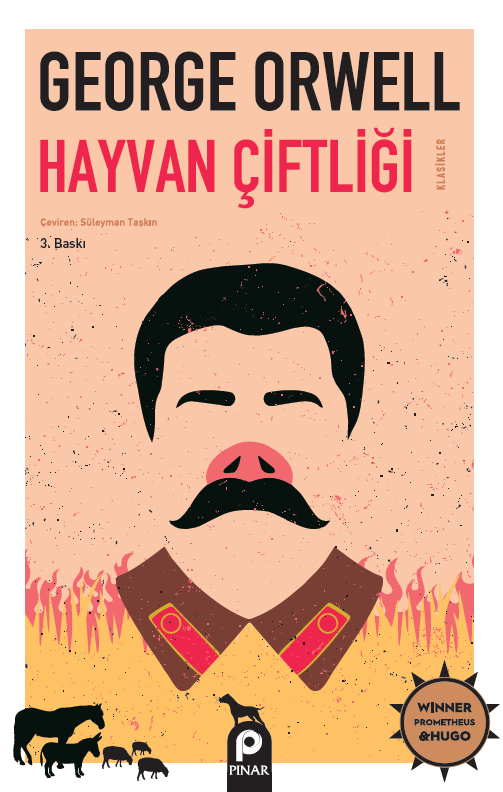 GEORGE ORWELL
HAYVAN ÇİFTLİĞİ
KLASİKLER
Çeviren: Süleyman Taşkın
3. Baskı
WINNER
PROMETHEUS
&HUGO
P
PINAR